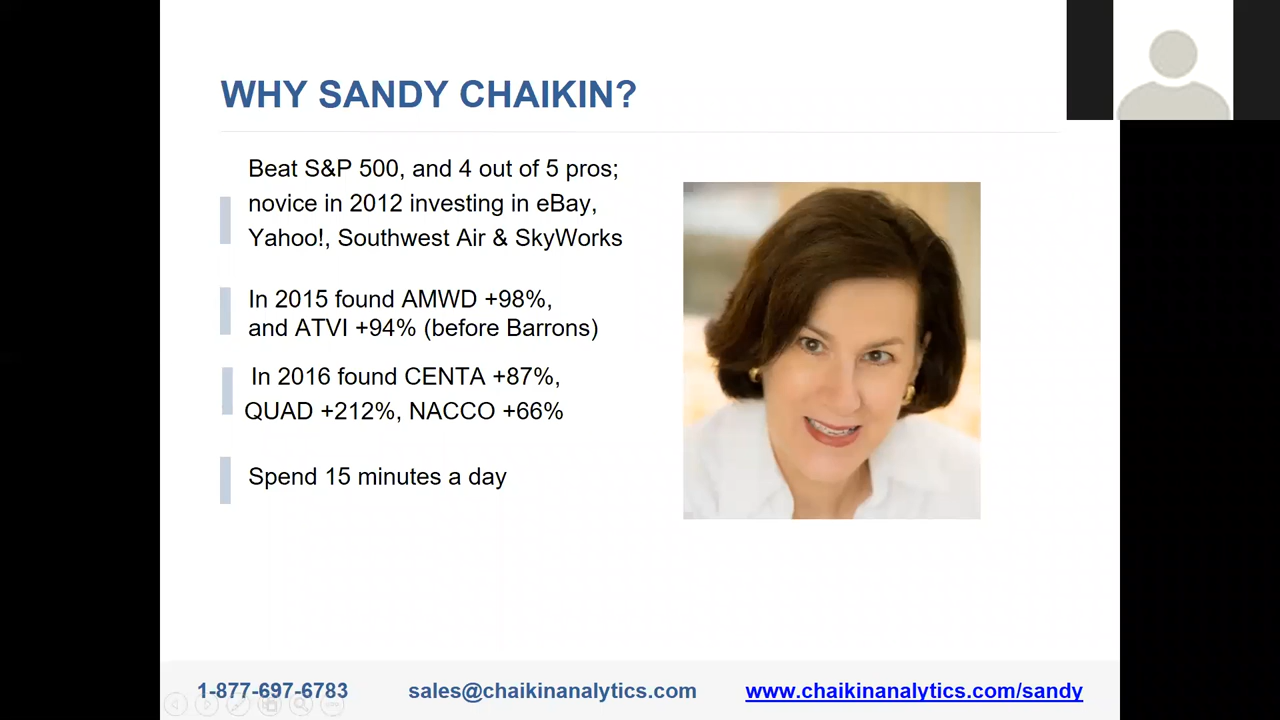 WHY SANDY CHAIKIN?
Beat S&P 500, and 4 out of 5 pros;
novice in 2012 investing in eBay,
Yahoo!, Southwest Air & SkyWorks
In 2015 found AMWD +98%,
and ATVI +94% (before Barrons)
In 2016 found CENTA +87%,
QUAD +212%, NACCO +66%
Spend 15 minutes a day
1-877-697-6783
sales@chaikinanalytics.com
www.chaikinanalytics.com/sandy